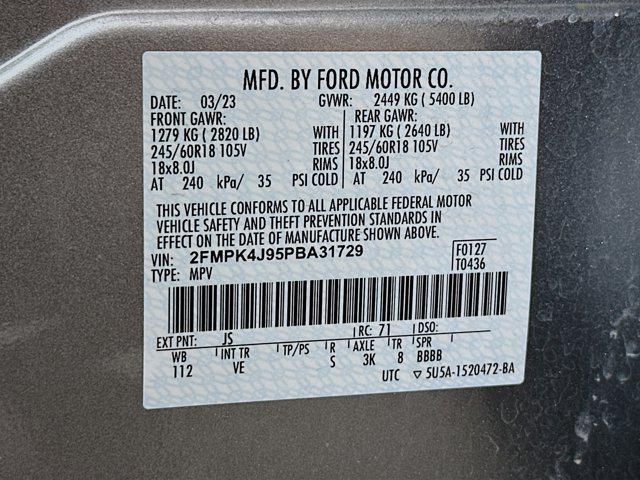 MFD. BY FORD MOTOR CO.
DATE: 03/23 GVWR: 2449 KG ( 5400 LB)
FRONT GAWR: REAR GAWR:
1279 KG ( 2820 LB) WITH 1197 KG ( 2640 LB) WITH
245/60R18 105V TIRES 245/60R18 105V TIRES
18x8.0J RIMS 18x8.0J RIMS
AT 240 kPa/ 35 PSI COLD AT 240 kPa/ 35 PSI COLD
THIS VEHICLE CONFORMS TO ALL APPLICABLE FEDERAL MOTOR
VEHICLE SAFETY AND THEFT PREVENTION STANDARDS IN
EFFECT ON THE DATE OF MANUFACTURE SHOWN ABOVE.
VIN: 2FMPK4J95PBA31729 F0127
TYPE: MPV T0436
EXT PNT: JS RC: 71 DSO:
WB INT TR TP/PS R AXLE TR SPR
112 VE S 3K 8 BBBB
UTC ▽ 5U5A-1520472-BA